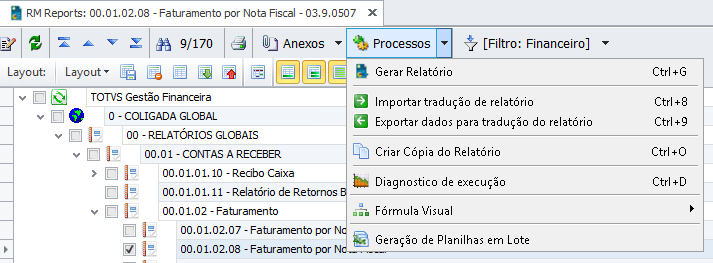 RM Reports: 00.01.02.08 - Faturamento por Nota Fiscal - 03.9.0507
9/170 Anexos Processos [Filtro: Financeiro]
Layout: Layout:
TOTVS Gestão Financeira
0 - COLIGADA GLOBAL
00 - RELATÓRIOS GLOBAIS
00.01 - CONTAS A RECEBER
00.01.01.10 - Recibo Caixa
00.01.01.11 - Relatório de Retornos B
00.01.02 - Faturamento
00.01.02.07 - Faturamento por No
00.01.02.08 - Faturamento por Nota Fiscal
Gerar Relatório Ctrl+G
Importar tradução de relatório Ctrl+8
Exportar dados para tradução do relatório Ctrl+9
Criar Cópia do Relatório Ctrl+O
Diagnostico de execução Ctrl+D
Fórmula Visual
Geração de Planilhas em Lote